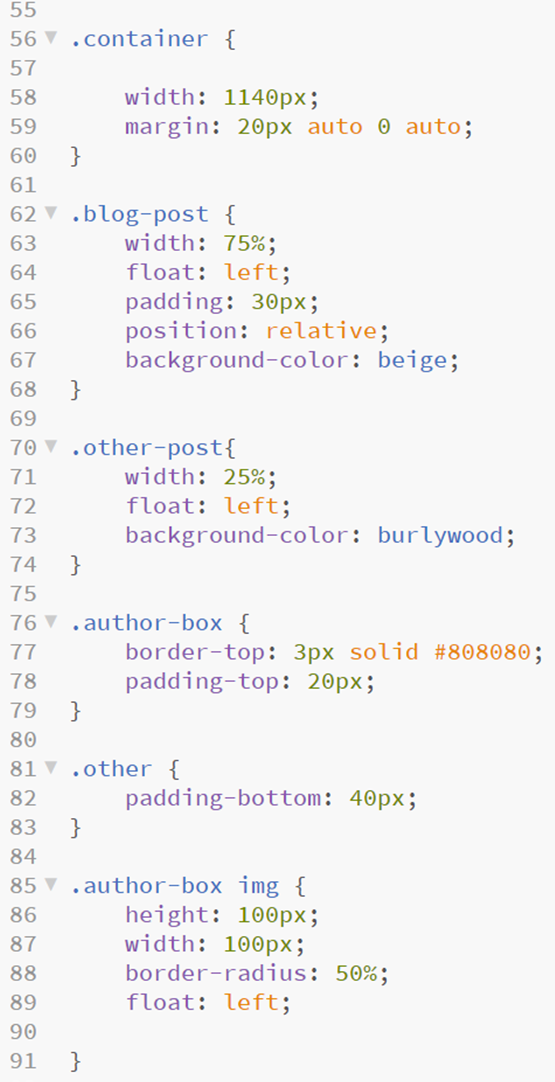 55
56 .container {
57
58     width: 1140px;
59     margin: 20px auto 0 auto;
60 }
61
62 .blog-post {
63     width: 75%;
64     float: left;
65     padding: 30px;
66     position: relative;
67     background-color: beige;
68 }
69
70 .other-post{
71     width: 25%;
72     float: left;
73     background-color: burlywood;
74 }
75
76 .author-box {
77     border-top: 3px solid #808080;
78     padding-top: 20px;
79 }
80
81 .other {
82     padding-bottom: 40px;
83 }
84
85 .author-box img {
86     height: 100px;
87     width: 100px;
88     border-radius: 50%;
89     float: left;
90
91 }